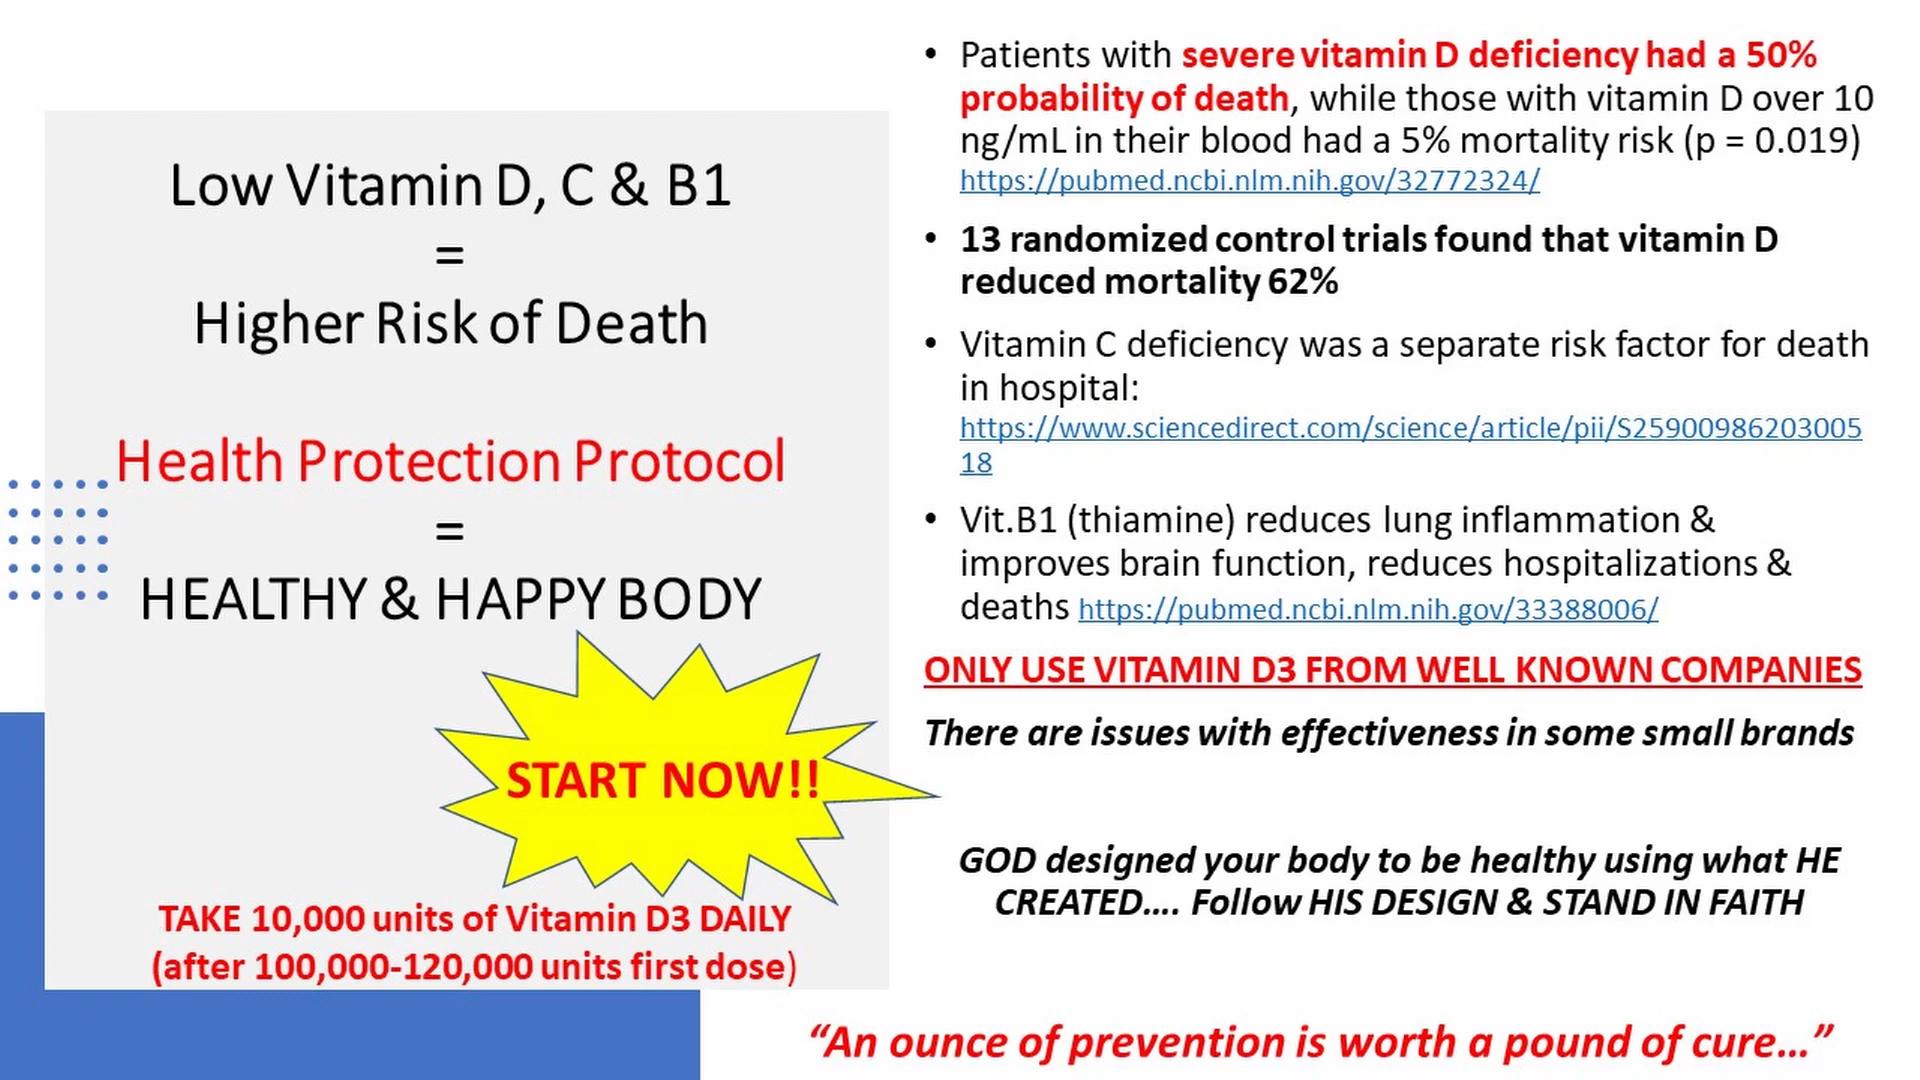 Low Vitamin D, C & B1
=
Higher Risk of Death
Health Protection Protocol
=
HEALTHY & HAPPY BODY
START NOW!!
TAKE 10,000 units of Vitamin D3 DAILY
(after 100,000-120,000 units first dose)
• Patients with severe vitamin D deficiency had a 50%
probability of death, while those with vitamin D over 10
ng/mL in their blood had a 5% mortality risk (p = 0.019)
https://pubmed.ncbi.nlm.nih.gov/32772324/
• 13 randomized control trials found that vitamin D
reduced mortality 62%
• Vitamin C deficiency was a separate risk factor for death
in hospital:
https://www.sciencedirect.com/science/article/pii/S25900986203005
18
• Vit.B1 (thiamine) reduces lung inflammation &
improves brain function, reduces hospitalizations &
deaths https://pubmed.ncbi.nlm.nih.gov/33388006/
ONLY USE VITAMIN D3 FROM WELL KNOWN COMPANIES
There are issues with effectiveness in some small brands
GOD designed your body to be healthy using what HE
CREATED.... Follow HIS DESIGN & STAND IN FAITH
“An ounce of prevention is worth a pound of cure...”